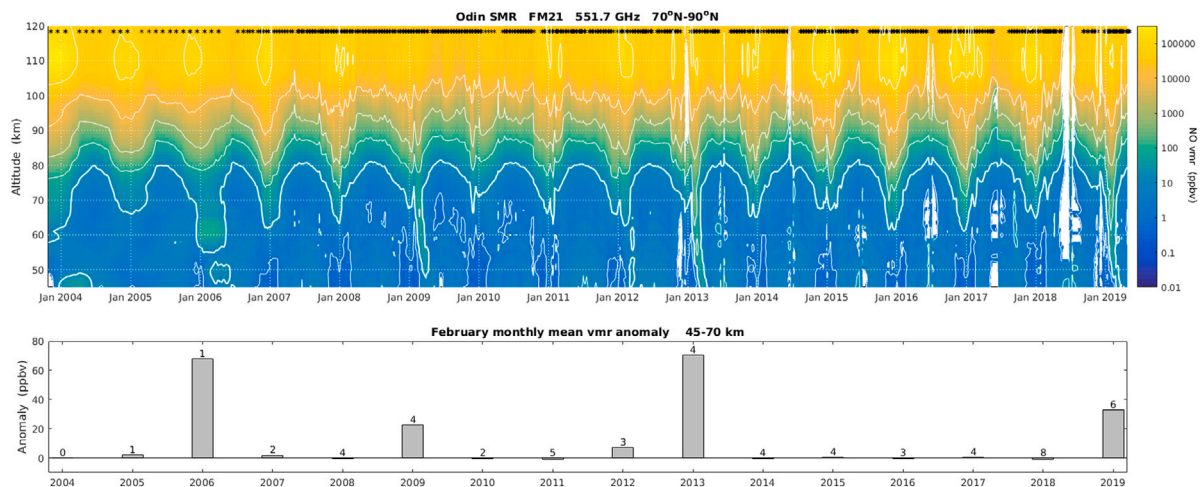 Odin SMR FM21 551.7 GHz 70°N-90°N
120
110
100
90
80
70
60
50
Altitude (km)
Jan 2004 Jan 2005 Jan 2006 Jan 2007 Jan 2008 Jan 2009 Jan 2010 Jan 2011 Jan 2012 Jan 2013 Jan 2014 Jan 2015 Jan 2016 Jan 2017 Jan 2018 Jan 2019
100000
10000
1000
100
10
1
0.1
0.01
NO vmr (ppbv)
February monthly mean vmr anomaly 45-70 km
80
60
40
20
0
Anomaly (ppbv)
0 1 1 2 4 4 2 5 3 4 4 4 3 4 8 6
2004 2005 2006 2007 2008 2009 2010 2011 2012 2013 2014 2015 2016 2017 2018 2019